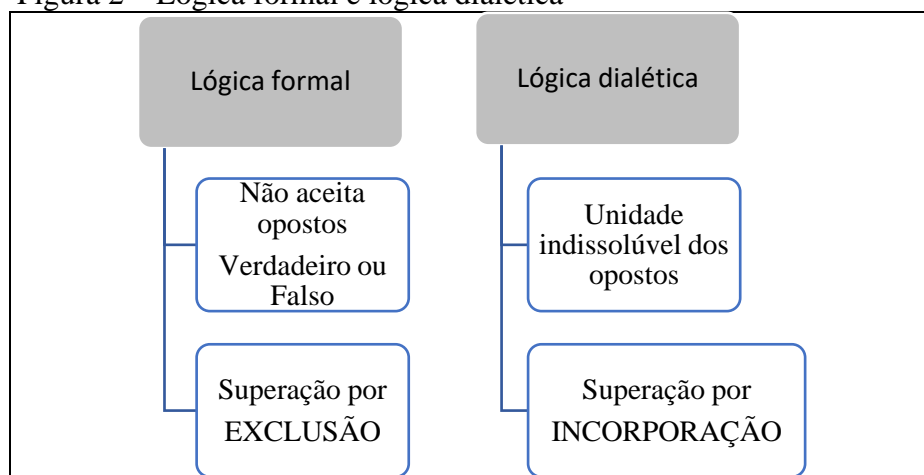 Figura 2 – Lógica formal e lógica dialética
Lógica formal
Não aceita
opostos
Verdadeiro ou
Falso
Superação por
EXCLUSÃO
Lógica dialética
Unidade
indissolúvel dos
opostos
Superação por
INCORPORAÇÃO